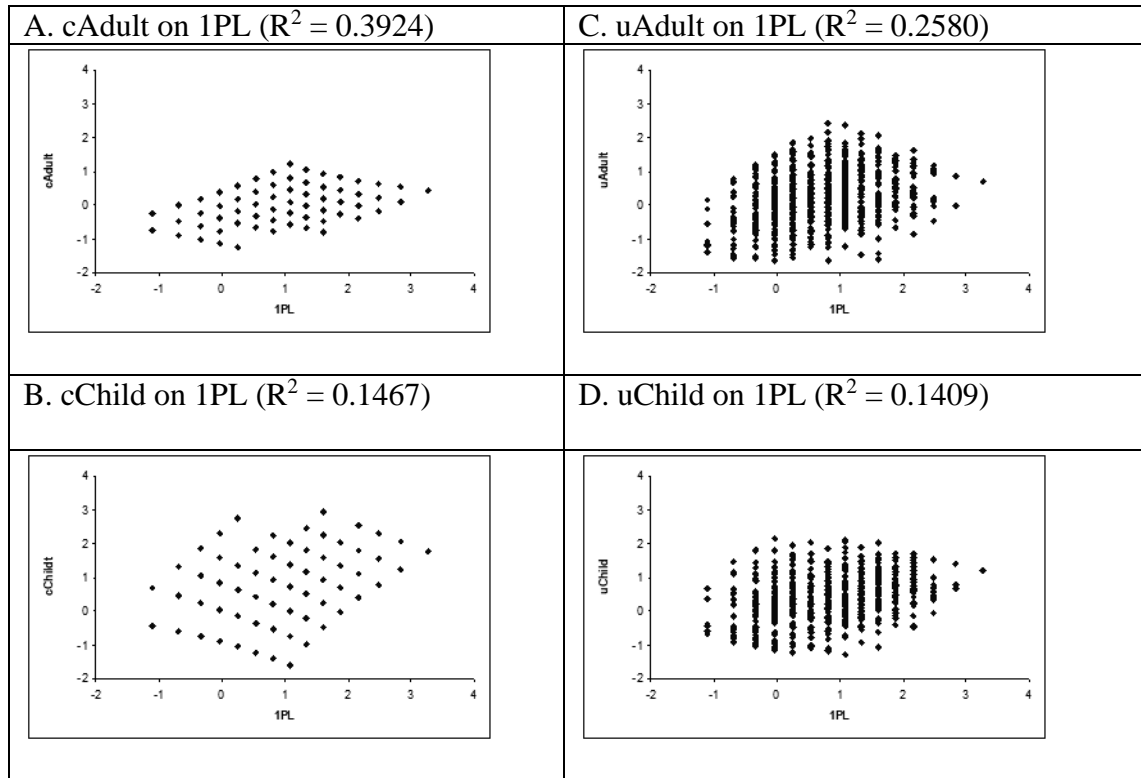 A. cAdult on 1PL (R² = 0.3924)
4
3
2
1
0
-1
-2
cAdult
-2 -1 0 1 2 3 4
1PL
C. uAdult on 1PL (R² = 0.2580)
4
3
2
1
0
-1
-2
uAdult
-2 -1 0 1 2 3 4
1PL
B. cChild on 1PL (R² = 0.1467)
4
3
2
1
0
-1
-2
cChildt
-2 -1 0 1 2 3 4
1PL
D. uChild on 1PL (R² = 0.1409)
4
3
2
1
0
-1
-2
uChild
-2 -1 0 1 2 3 4
1PL